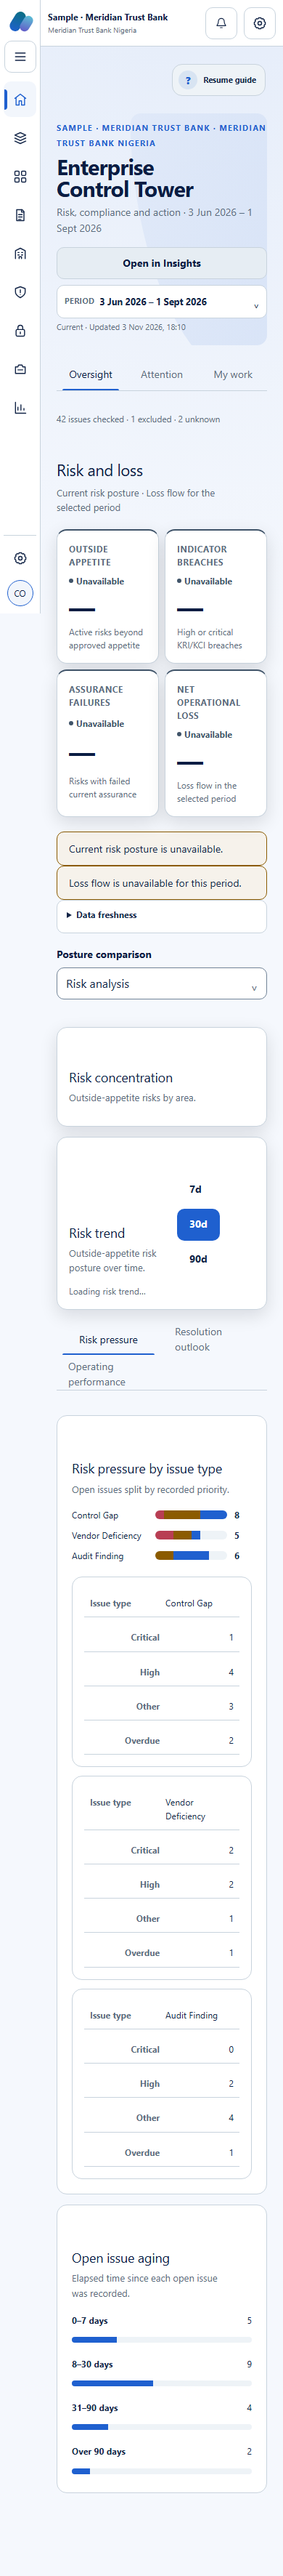 Sample · Meridian Trust Bank
Meridian Trust Bank Nigeria
? Resume guide
SAMPLE · MERIDIAN TRUST BANK · MERIDIAN
TRUST BANK NIGERIA
Enterprise
Control Tower
Risk, compliance and action · 3 Jun 2026 – 1
Sept 2026
Open in Insights
PERIOD 3 Jun 2026 – 1 Sept 2026
Current · Updated 3 Nov 2026, 18:10
Oversight Attention My work
42 issues checked · 1 excluded · 2 unknown
Risk and loss
Current risk posture · Loss flow for the
selected period
OUTSIDE
APPETITE
Unavailable
—
Active risks beyond
approved appetite
INDICATOR
BREACHES
Unavailable
—
High or critical
KRI/KCI breaches
ASSURANCE
FAILURES
Unavailable
—
Risks with failed
current assurance
NET
OPERATIONAL
LOSS
Unavailable
—
Loss flow in the
selected period
Current risk posture is unavailable.
Loss flow is unavailable for this period.
Data freshness
Posture comparison
Risk analysis
CO
Risk concentration
Outside-appetite risks by area.
Risk trend
Outside-appetite risk
posture over time.
7d
30d
90d
Loading risk trend...
Risk pressure
Resolution
outlook
Operating
performance
Risk pressure by issue type
Open issues split by recorded priority.
Control Gap 8
Vendor Deficiency 5
Audit Finding 6
Issue type Control Gap
Critical 1
High 4
Other 3
Overdue 2
Issue type Vendor
Deficiency
Critical 2
High 2
Other 1
Overdue 1
Issue type Audit Finding
Critical 0
High 2
Other 4
Overdue 1
Open issue aging
Elapsed time since each open issue
was recorded.
0–7 days 5
8–30 days 9
31–90 days 4
Over 90 days 2